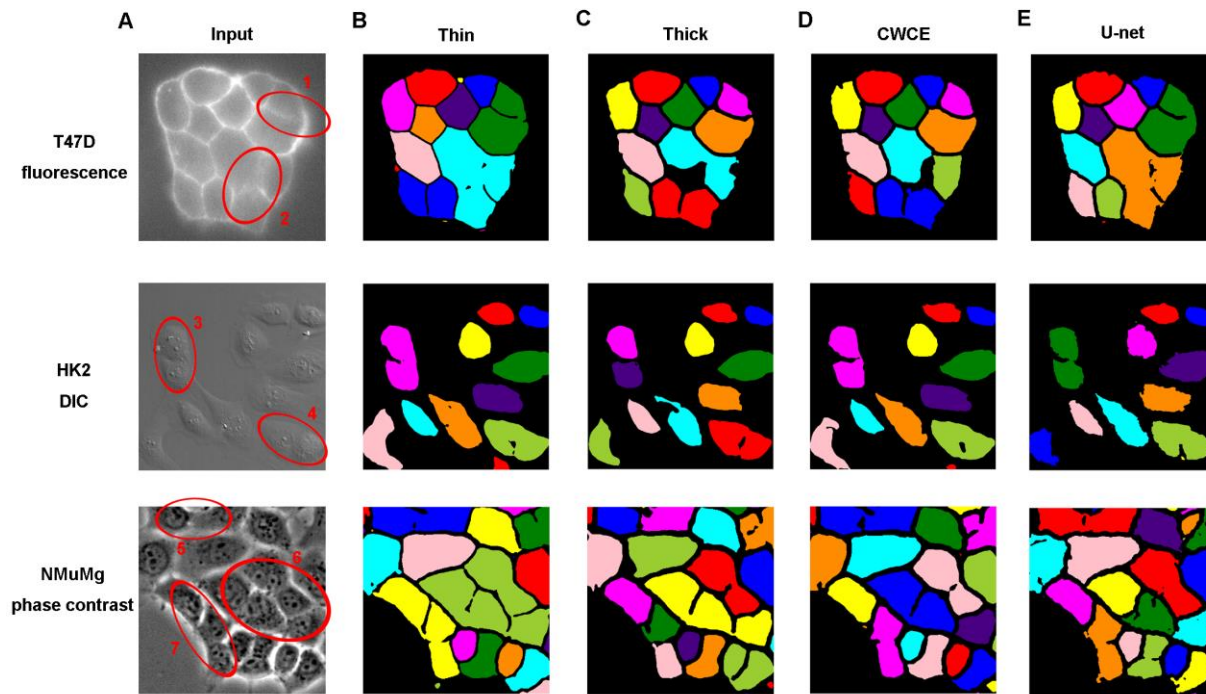 A B C D E
Input Thin Thick CWCE U-net
1
T47D
fluorescence
2
3
HK2
DIC
4
5
6
NMuMg
phase contrast
7